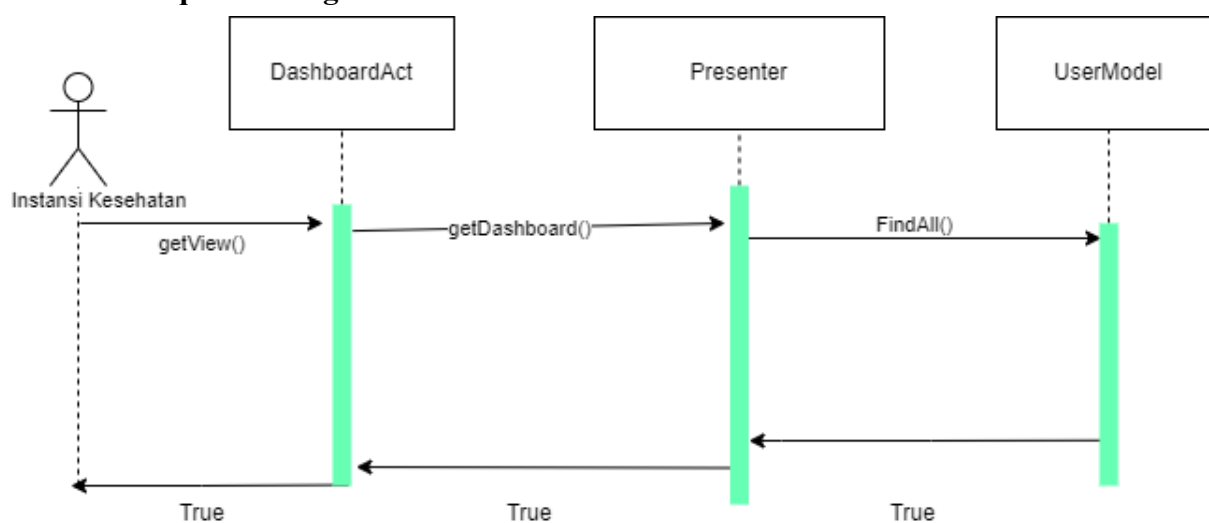 DashboardAct
Presenter
UserModel
Instansi Kesehatan
getView()
getDashboard()
FindAll()
True
True
True